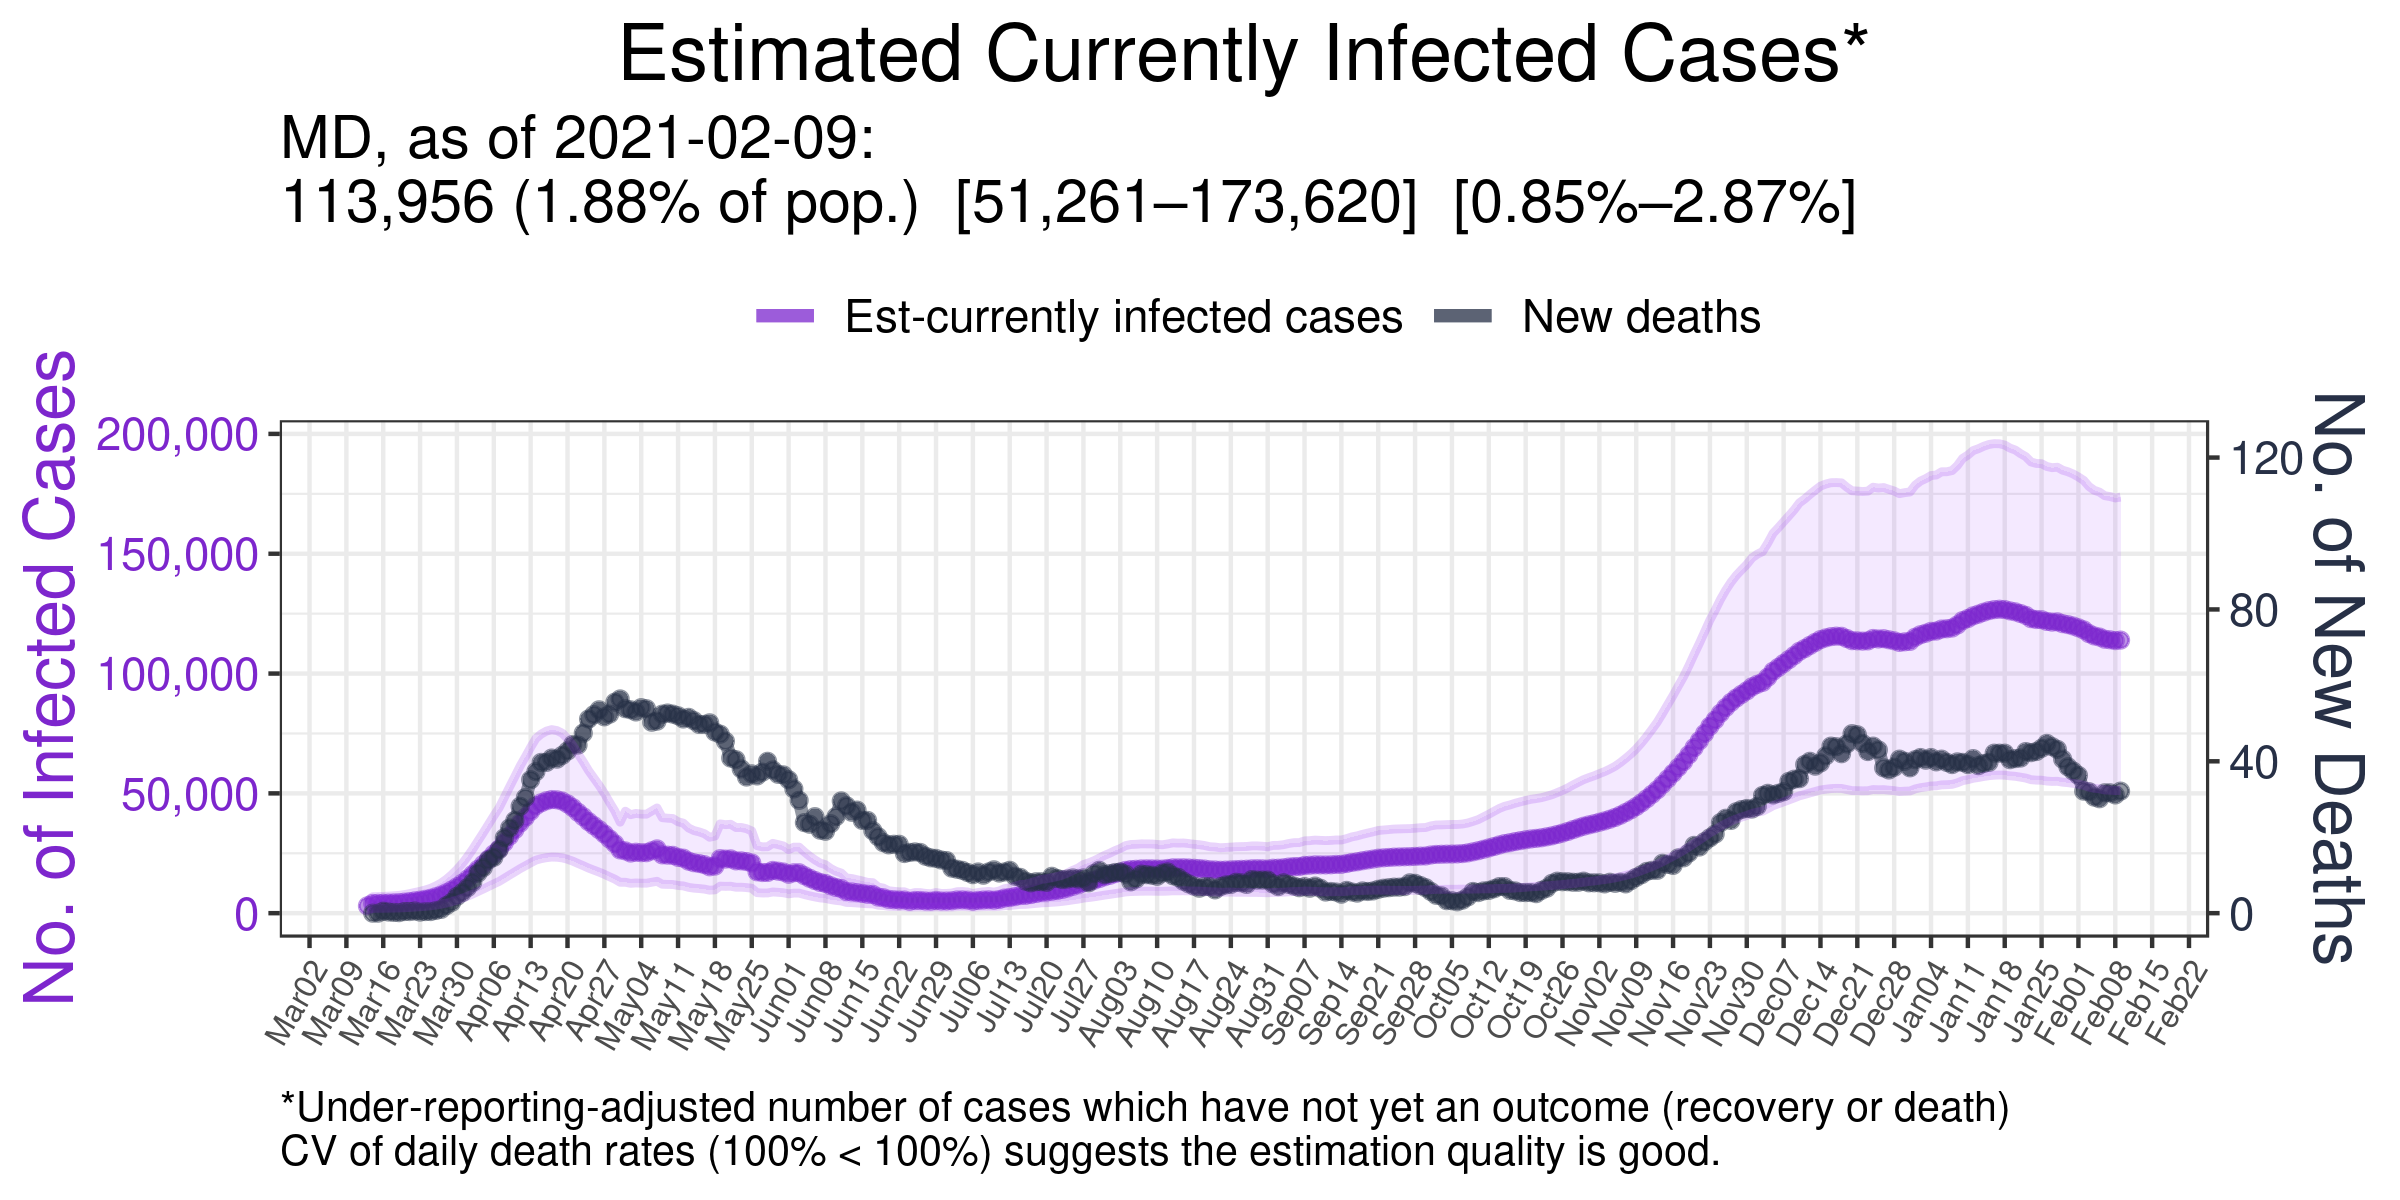 Estimated Currently Infected Cases*
MD, as of 2021-02-09:
113,956 (1.88% of pop.) [51,261–173,620] [0.85%–2.87%]
Est-currently infected cases
New deaths
No. of Infected Cases
200,000
150,000
100,000
50,000
0
120
80
40
0
No. of New Deaths
Mar02
Mar09
Mar16
Mar23
Mar30
Apr06
Apr13
Apr20
Apr27
May04
May11
May18
May25
Jun01
Jun08
Jun15
Jun22
Jun29
Jul06
Jul13
Jul20
Jul27
Aug03
Aug10
Aug17
Aug24
Aug31
Sep07
Sep14
Sep21
Sep28
Oct05
Oct12
Oct19
Oct26
Nov02
Nov09
Nov16
Nov23
Nov30
Dec07
Dec14
Dec21
Dec28
Jan04
Jan11
Jan18
Jan25
Feb01
Feb08
Feb15
Feb22
*Under-reporting-adjusted number of cases which have not yet an outcome (recovery or death)
CV of daily death rates (100% < 100%) suggests the estimation quality is good.